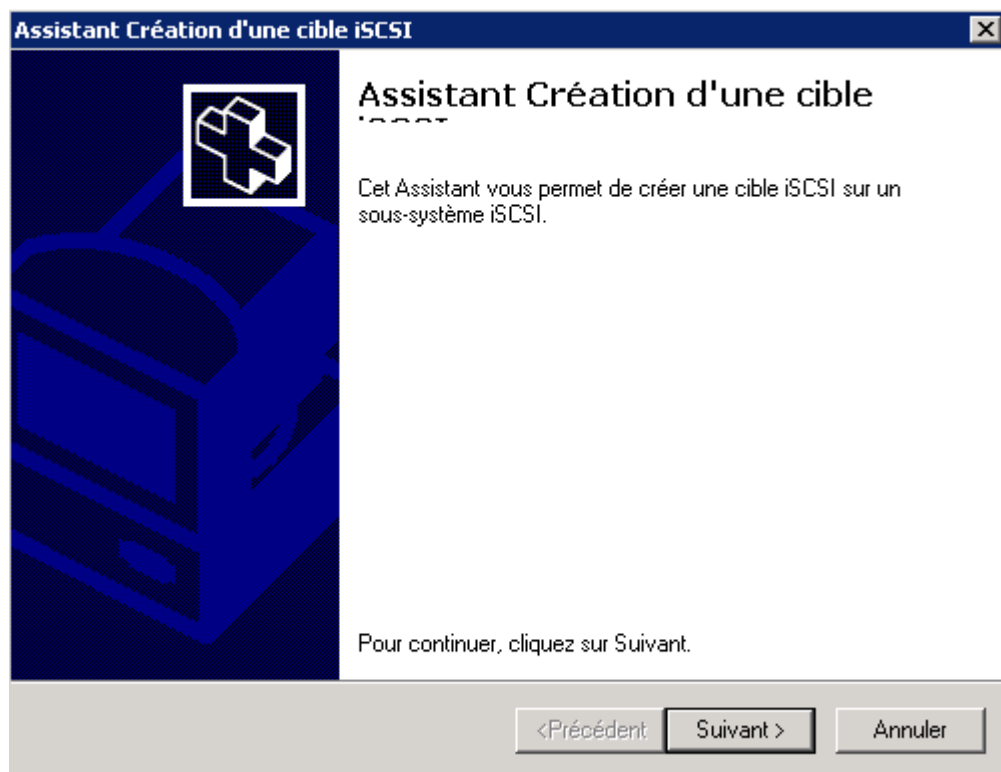 Assistant Création d'une cible iSCSI
Assistant Création d'une cible
Cet Assistant vous permet de créer une cible iSCSI sur un
sous-système iSCSI.
Pour continuer, cliquez sur Suivant.
<Précédent
Suivant >
Annuler